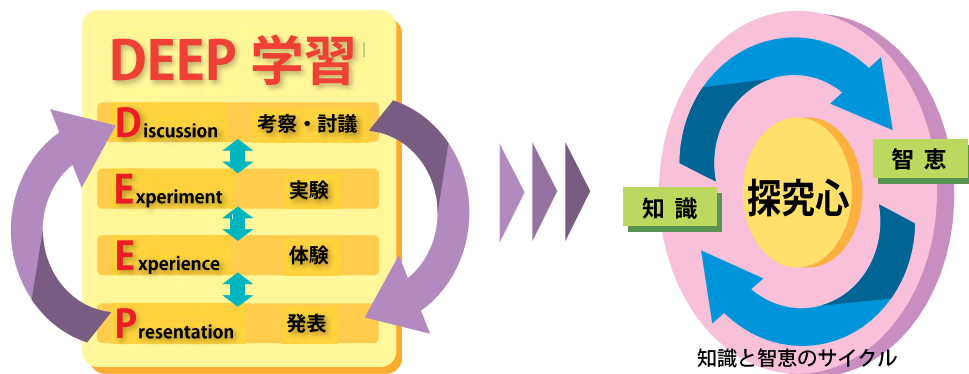 DEEP 学習
Discussion 考察・討議
Experiment 実験
Experience 体験
Presentation 発表
智恵
知識
探究心
知識と智恵のサイクル